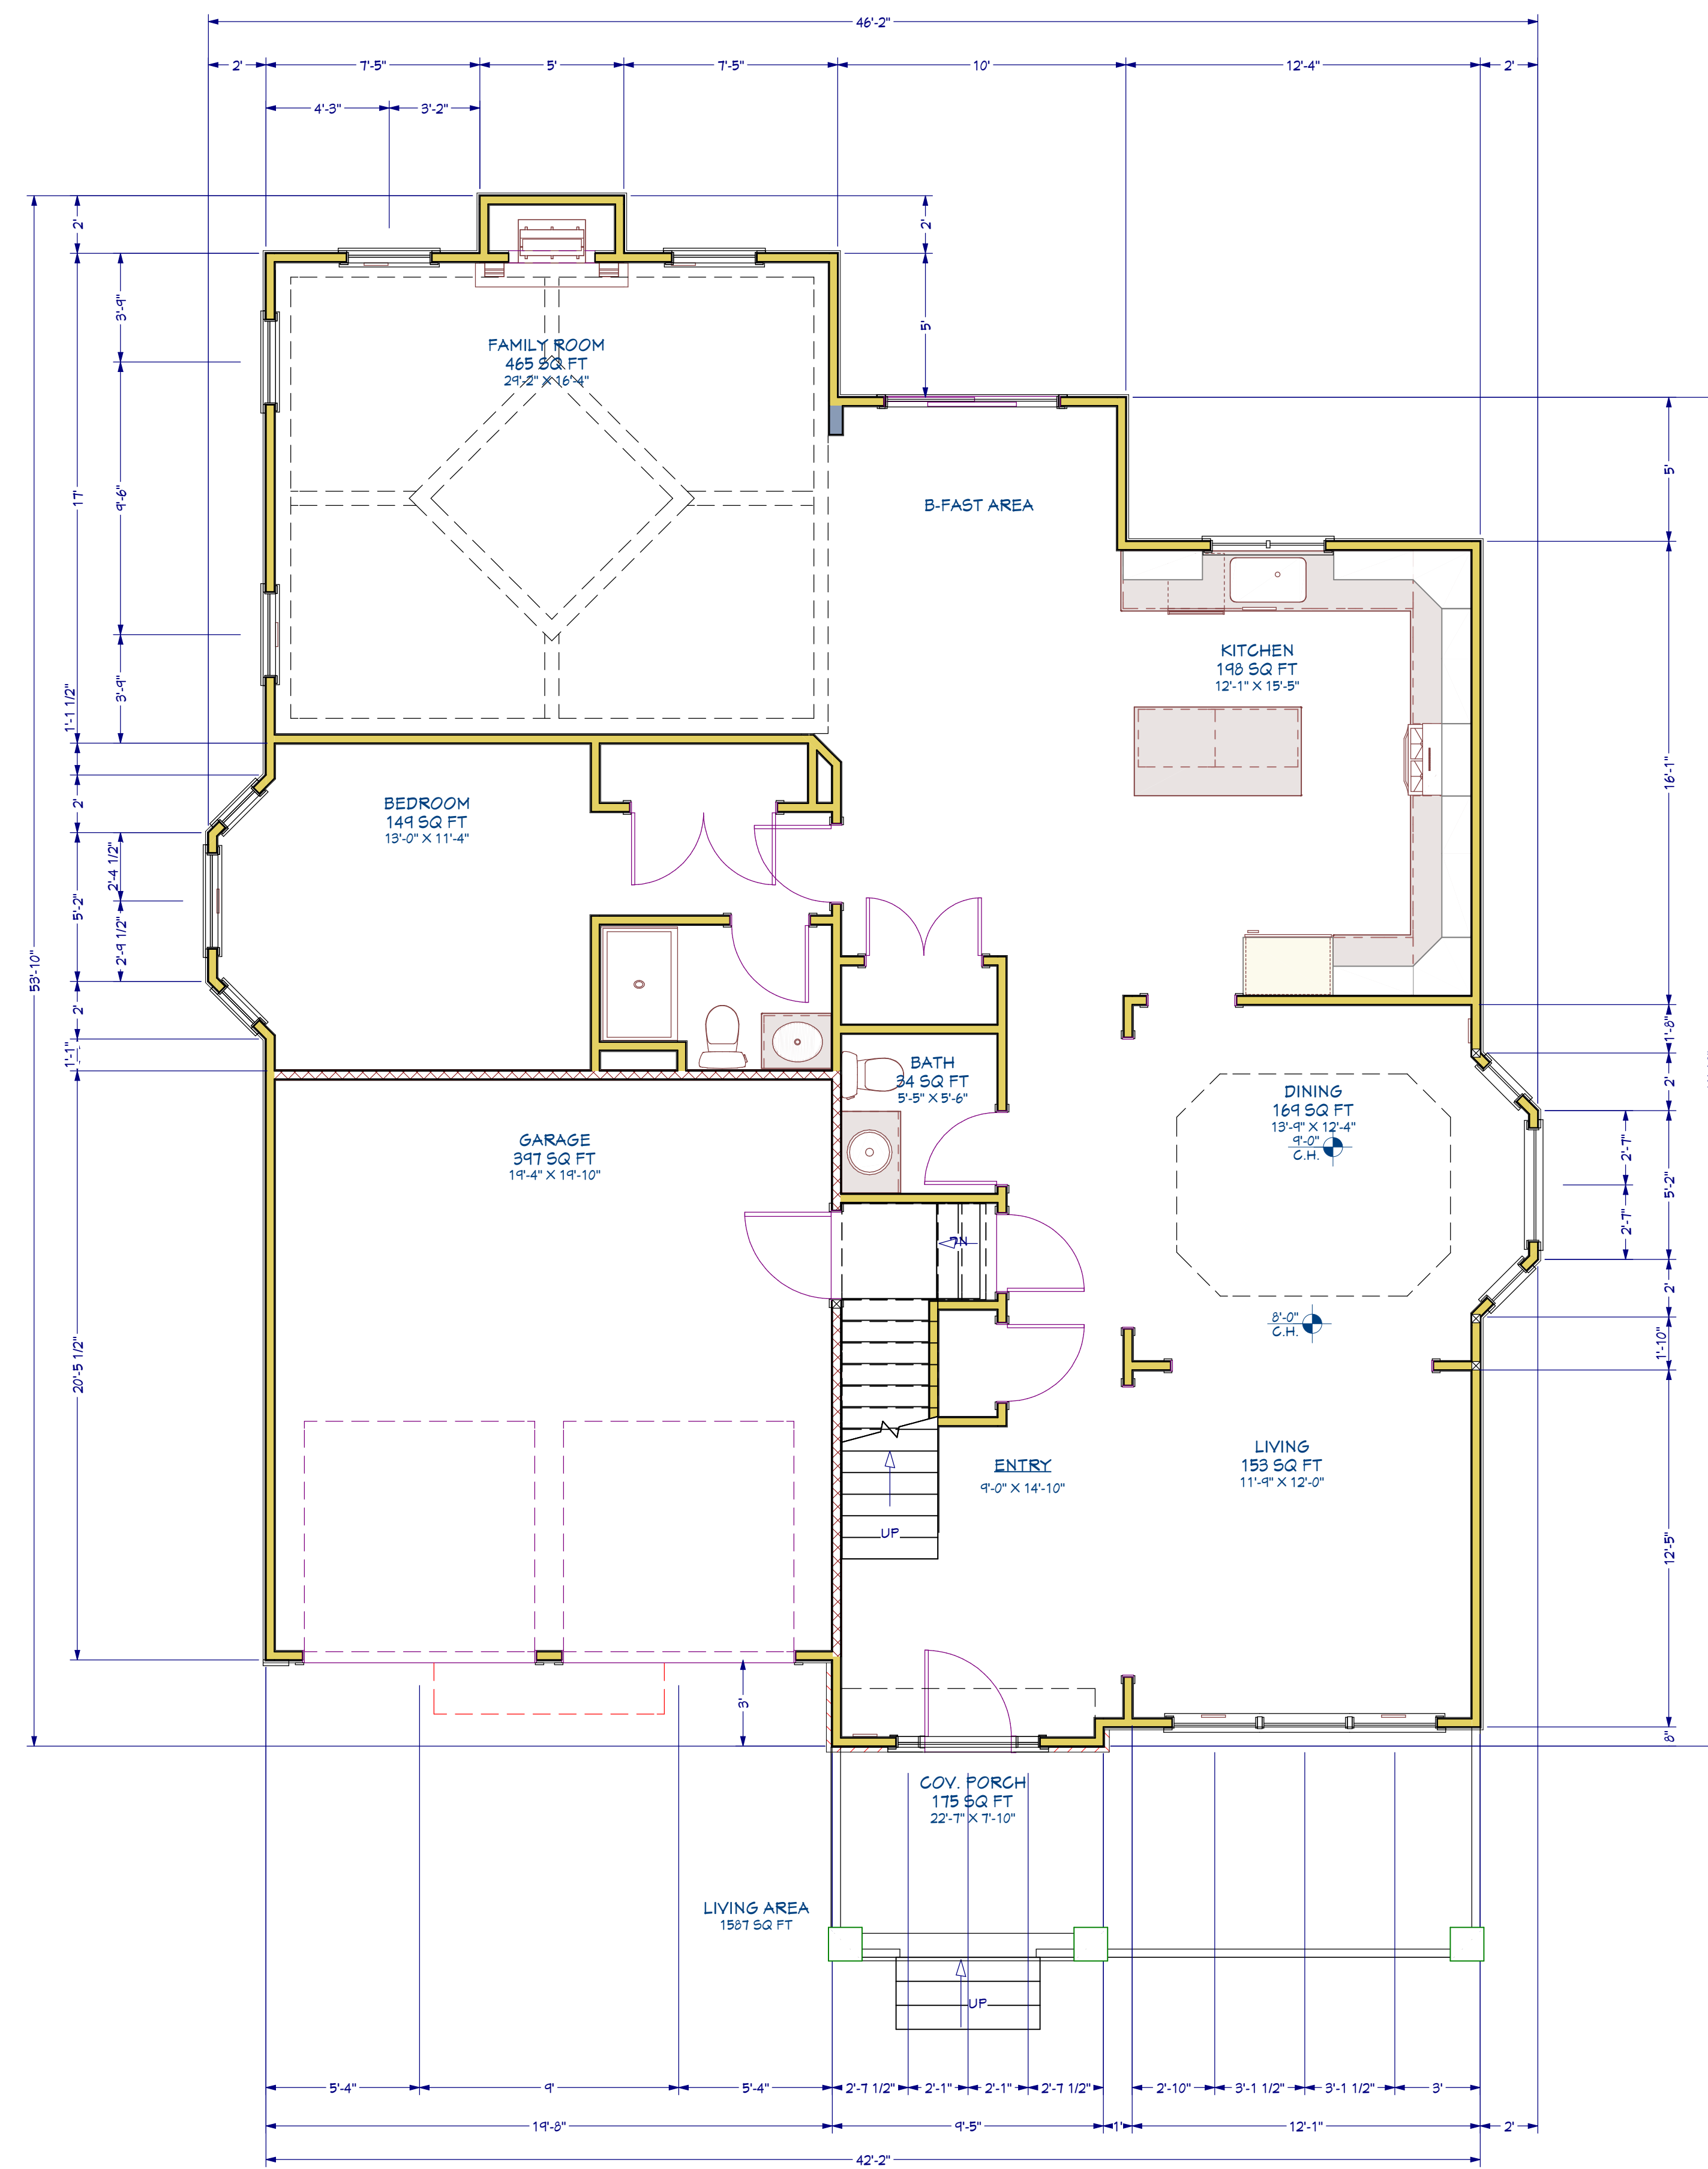 46'-2"
2' 7'-5" 5' 7'-5" 10' 12'-4" 2'
4'-3" 3'-2"
2'
2'
3'-9"
5'
FAMILY ROOM
465 SQ FT
29'-2" X 16'-4"
17'
9'-6"
5'
B-FAST AREA
KITCHEN
198 SQ FT
12'-1" X 15'-5"
3'-9"
1'-1 1/2"
16'-1"
BEDROOM
149 SQ FT
13'-0" X 11'-4"
2'
2'-4 1/2"
5'-2"
2'-9 1/2"
53'-10"
2'
1'-1"
1'-8"
BATH
34 SQ FT
5'-5" X 5'-6"
2'
DINING
169 SQ FT
13'-9" X 12'-4"
9'-0"
C.H.
2'-7"
5'-2"
2'-7"
GARAGE
397 SQ FT
19'-4" X 19'-10"
DN
2'
8'-0"
C.H.
1'-10"
20'-5 1/2"
ENTRY
9'-0" X 14'-10"
LIVING
153 SQ FT
11'-9" X 12'-0"
UP
12'-5"
3'
8"
COV. PORCH
175 SQ FT
22'-7" X 7'-10"
LIVING AREA
1587 SQ FT
UP
5'-4" 9' 5'-4" 2'-7 1/2" 2'-1" 2'-1" 2'-7 1/2" 2'-10" 3'-1 1/2" 3'-1 1/2" 3'
19'-8" 9'-5" 1' 12'-1" 2'
42'-2"